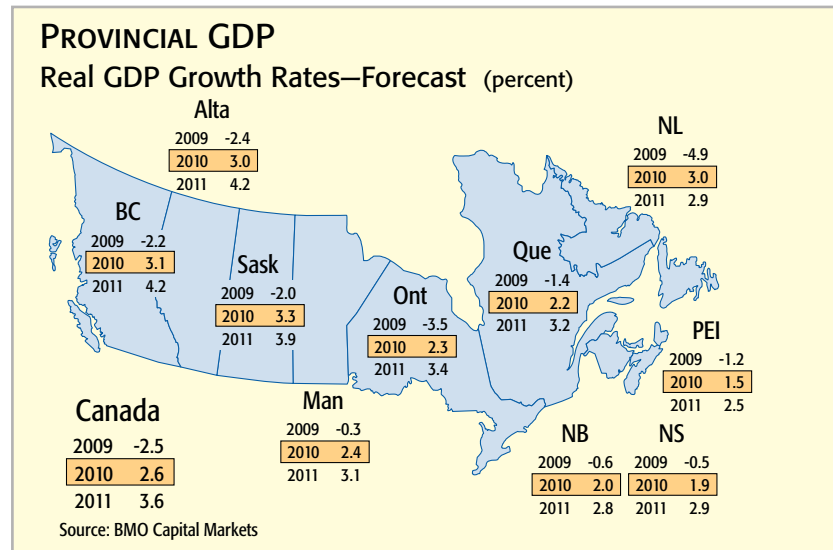 PROVINCIAL GDP
Real GDP Growth Rates—Forecast (percent)
Alta
2009 -2.4
2010 3.0
2011 4.2
NL
2009 -4.9
2010 3.0
2011 2.9
BC
2009 -2.2
2010 3.1
2011 4.2
Sask
2009 -2.0
2010 3.3
2011 3.9
Ont
2009 -3.5
2010 2.3
2011 3.4
Que
2009 -1.4
2010 2.2
2011 3.2
PEI
2009 -1.2
2010 1.5
2011 2.5
Canada
2009 -2.5
2010 2.6
2011 3.6
Man
2009 -0.3
2010 2.4
2011 3.1
NB
2009 -0.6
2010 2.0
2011 2.8
NS
2009 -0.5
2010 1.9
2011 2.9
Source: BMO Capital Markets